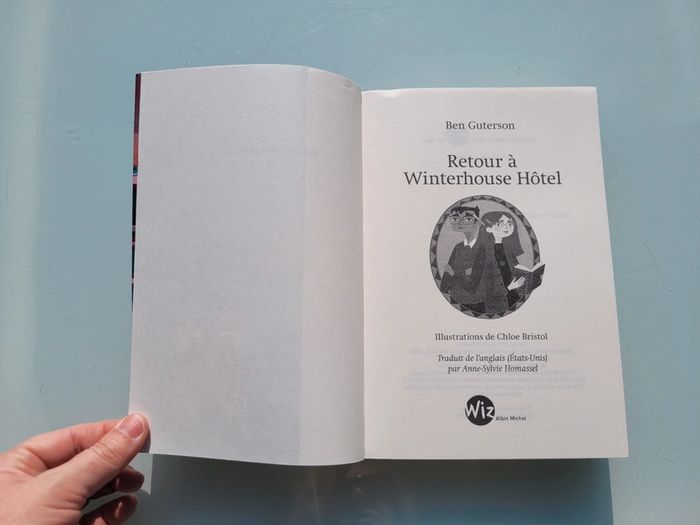 Ben Guterson
Retour à
Winterhouse Hôtel
Illustrations de Chloe Bristol
Traduit de l'anglais (États-Unis)
par Anne-Sylvie Homassel
Wiz
Albin Michel